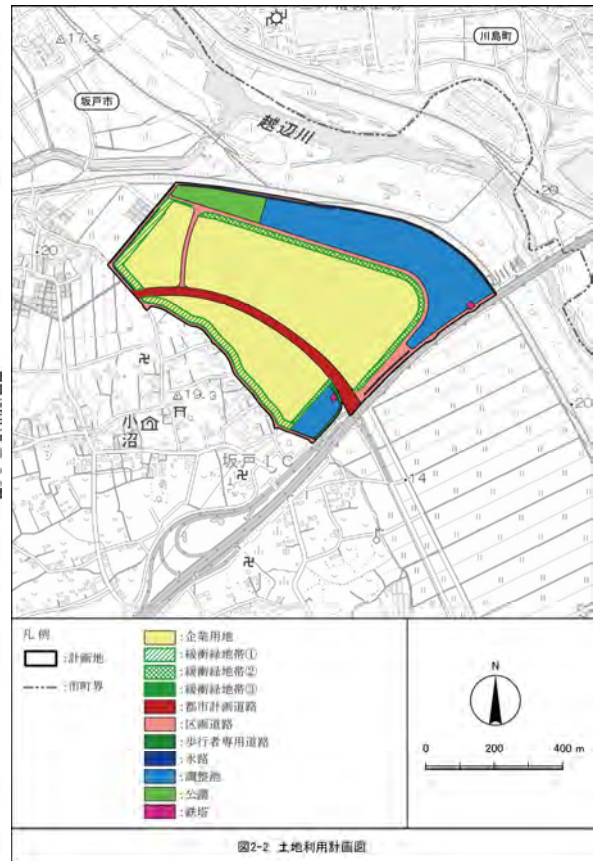 △17.5
川島町
坂戸市
越辺川
・20
・20
小沼
△19.3
坂戸IC
・14
20
凡例
:計画地
:市町界
:企業用地
:緩衝緑地帯①
:緩衝緑地帯②
:緩衝緑地帯③
:都市計画道路
:区画道路
:歩行者専用道路
:水路
:調整池
:公園
:鉄塔
N
0 200 400 m
図2-2 土地利用計画図